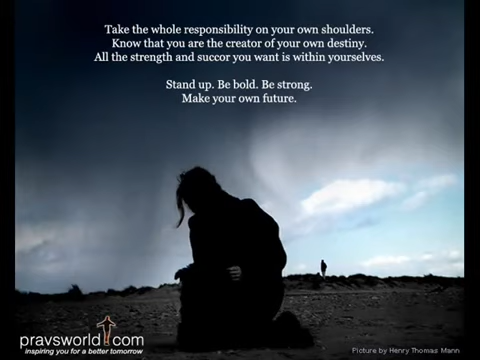 Take the whole responsibility on your own shoulders.
Know that you are the creator of your own destiny.
All the strength and succor you want is within yourselves.
Stand up. Be bold. Be strong.
Make your own future.
pravsworld.com
inspiring you for a better tomorrow
Picture by Henry Thomas Mann